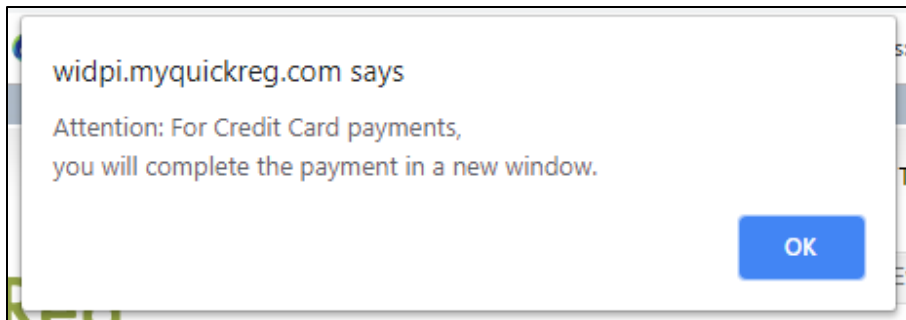 widpi.myquickreg.com says
Attention: For Credit Card payments,
you will complete the payment in a new window.
OK